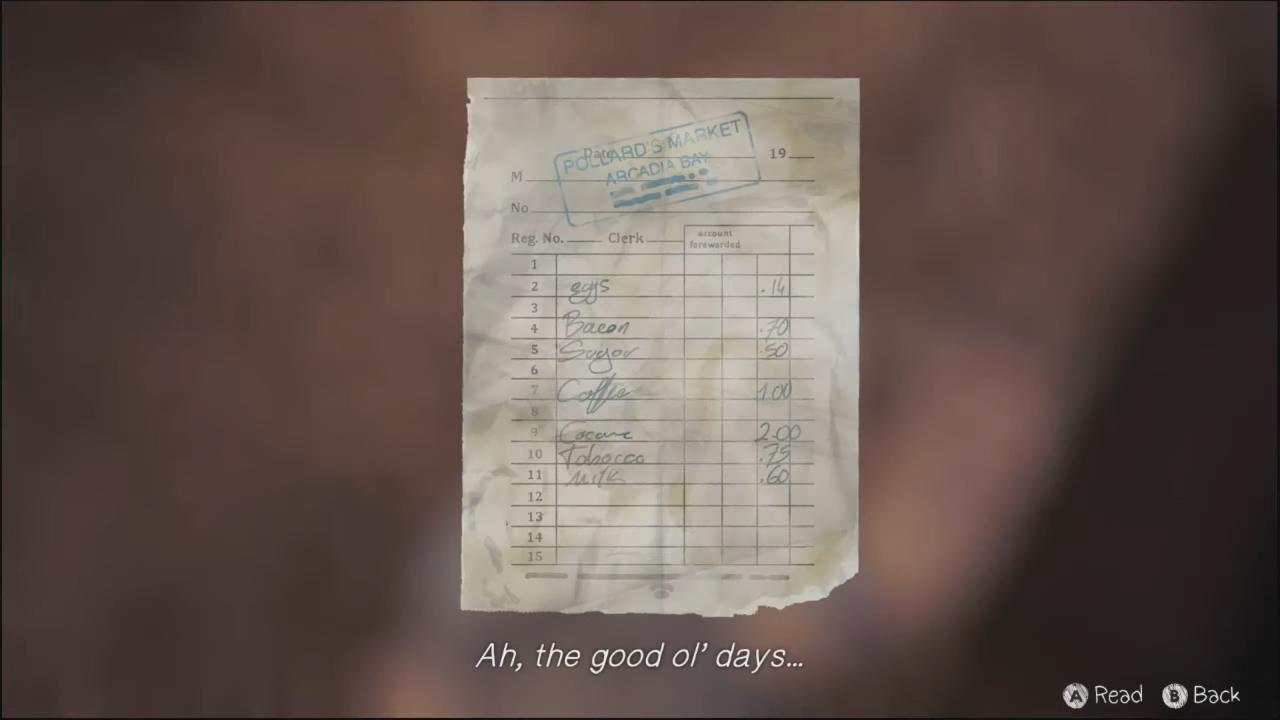 POLLARD'S MARKET
ARCADIA BAY
Date 19
M
No
Reg. No. Clerk account forewarded
1
2 eggs .14
3
4 Bacon .70
5 Sugar .50
6
7 Coffee 1.00
8
9 2.00
10 Tobacco .75
11 Milk .60
12
13
14
15
Ah, the good ol' days...
A Read B Back